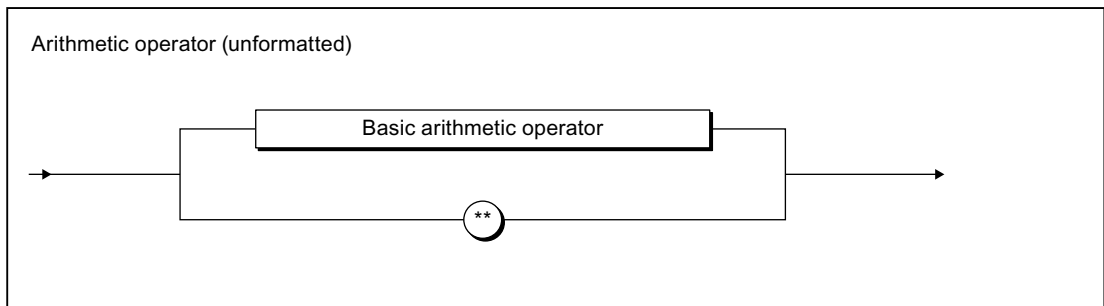 Arithmetic operator (unformatted)
Basic arithmetic operator
**